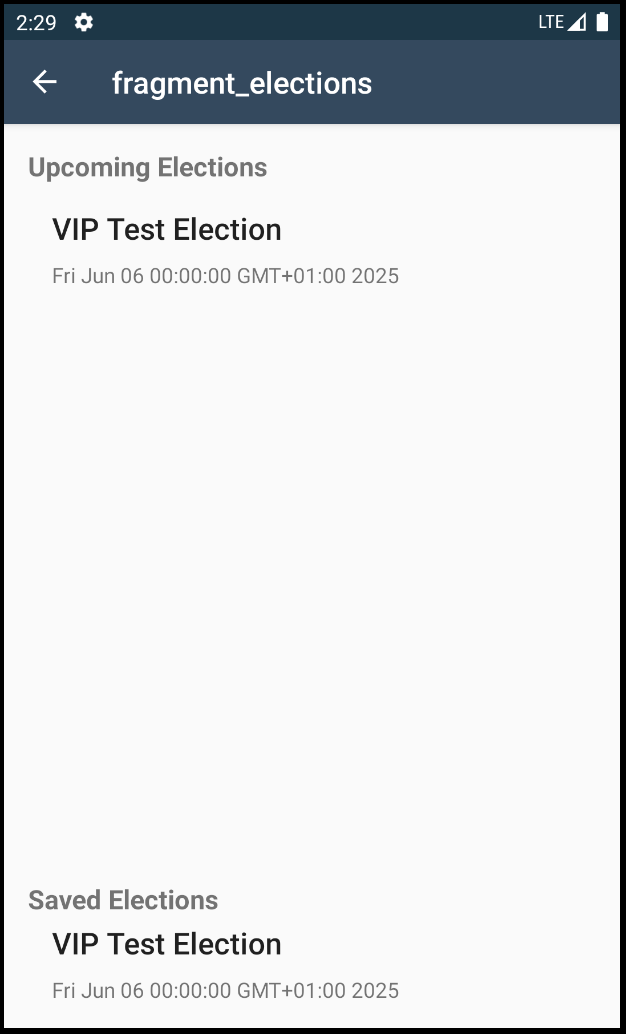 2:29 LTE
fragment_elections
Upcoming Elections
VIP Test Election
Fri Jun 06 00:00:00 GMT+01:00 2025
Saved Elections
VIP Test Election
Fri Jun 06 00:00:00 GMT+01:00 2025